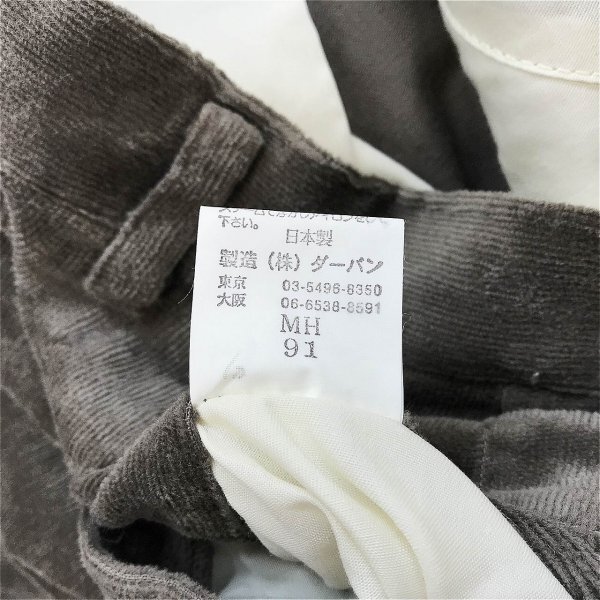 下さい。
日本製
製造 (株) ダーバン
東京 03-5496-8350
大阪 06-6538-8591
MH
91